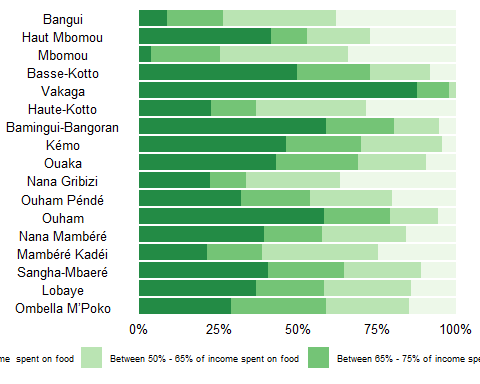 Bangui
Haut Mbomou
Mbomou
Basse-Kotto
Vakaga
Haute-Kotto
Bamingui-Bangoran
Kémo
Ouaka
Nana Gribizi
Ouham Péndé
Ouham
Nana Mambéré
Mambéré Kadéi
Sangha-Mbaeré
Lobaye
Ombella M'Poko
0% 25% 50% 75% 100%
spent on food Between 50% - 65% of income spent on food Between 65% - 75% of income